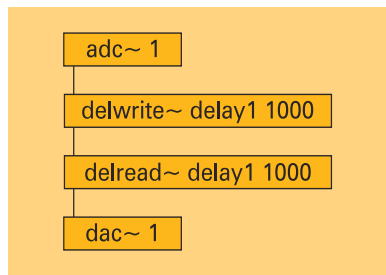 adc~ 1
delwrite~ delay1 1000
delread~ delay1 1000
dac~ 1